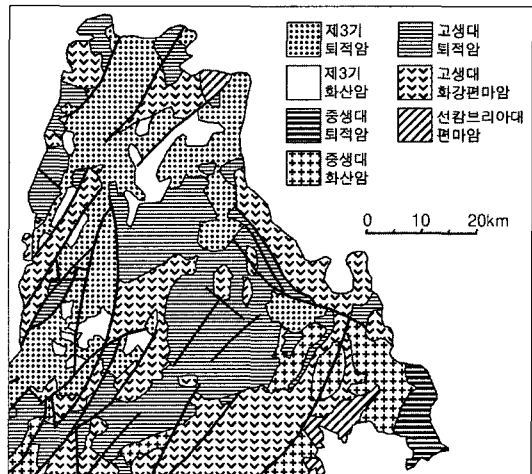 제3기
퇴적암
제3기
화산암
중생대
퇴적암
중생대
화산암
고생대
퇴적암
고생대
화강편마암
선캄브리아대
편마암
0 10 20km